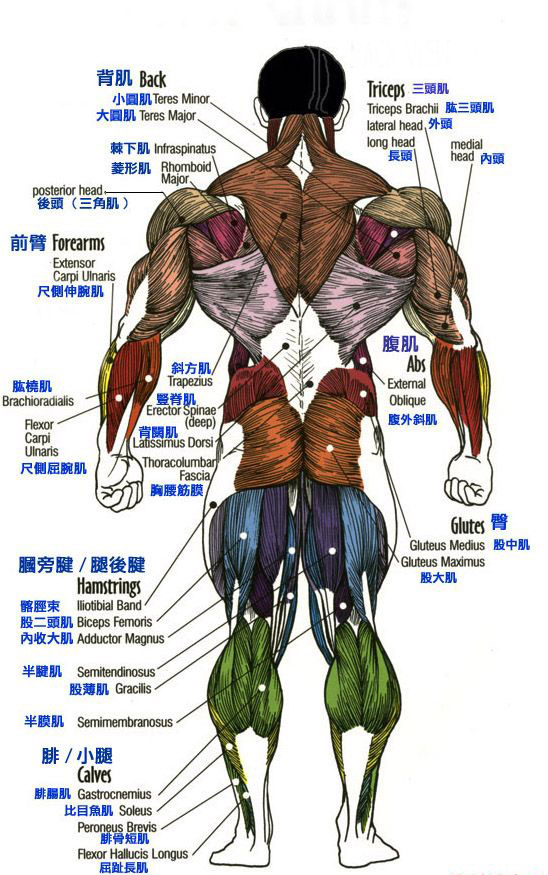 背肌 Back
小圓肌 Teres Minor
大圓肌 Teres Major
棘下肌 Infraspinatus
菱形肌 Rhomboid
Major
posterior head
後頭（三角肌）
前臂 Forearms
Extensor
Carpi Ulnaris
尺側伸腕肌
肱橈肌
Brachioradialis
Flexor
Carpi
Ulnaris
尺側屈腕肌
斜方肌
Trapezius
豎脊肌
Erector Spinae
(deep)
背闊肌
Latissimus Dorsi
Thoracolumbar
Fascia
胸腰筋膜
Triceps 三頭肌
Triceps Brachii 肱三頭肌
lateral head 外頭
long head
長頭
medial
head 內頭
腹肌
Abs
External
Oblique
腹外斜肌
Glutes 臀
Gluteus Medius 股中肌
Gluteus Maximus
股大肌
膕旁腱 / 腿後腱
Hamstrings
髂脛束 Iliotibial Band
股二頭肌 Biceps Femoris
內收大肌 Adductor Magnus
半腱肌 Semitendinosus
股薄肌 Gracilis
半膜肌 Semimembranosus
腓 / 小腿
Calves
腓腸肌 Gastrocnemius
比目魚肌 Soleus
Peroneus Brevis
腓骨短肌
Flexor Hallucis Longus
屈趾長肌